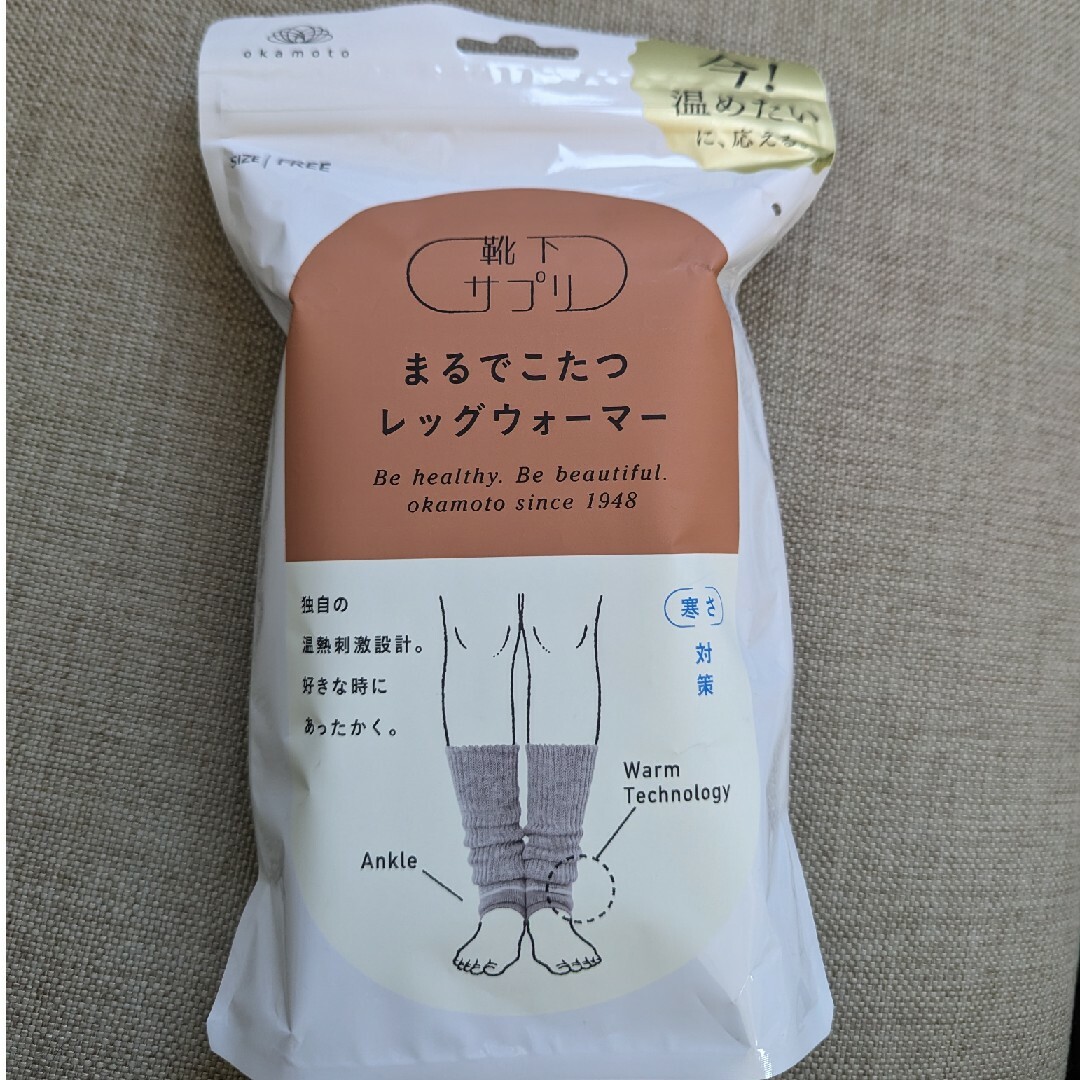 okamoto
今!
温めたい
に、応える。
SIZE / FREE
靴下
サプリ
まるでこたつ
レッグウォーマー
Be healthy. Be beautiful.
okamoto since 1948
独自の
温熱刺激設計。
好きな時に
あったかく。
寒さ
対
策
Warm
Technology
Ankle